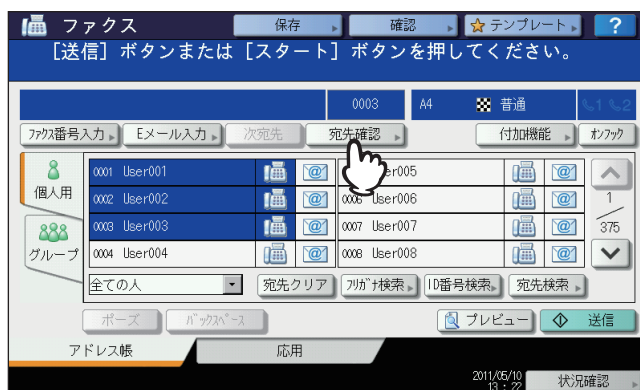 ファクス 保存 確認 テンプレート ?
[送信] ボタンまたは [スタート] ボタンを押してください。
0003 A4 普通 1 2
ﾌｧｸｽ番号入力 Eメール入力 次宛先 宛先確認 付加機能 ｵﾝﾌｯｸ
個人用
グループ
0001 User001
0002 User002
0003 User003
0004 User004
User005
0006 User006
0007 User007
0008 User008
1
375
全ての人 宛先クリア ﾌﾘｶﾞﾅ検索 ID番号検索 宛先検索
ポーズ ﾊﾞｯｸｽﾍﾟｰｽ プレビュー 送信
アドレス帳 応用
2011/05/10
13 : 22
状況確認